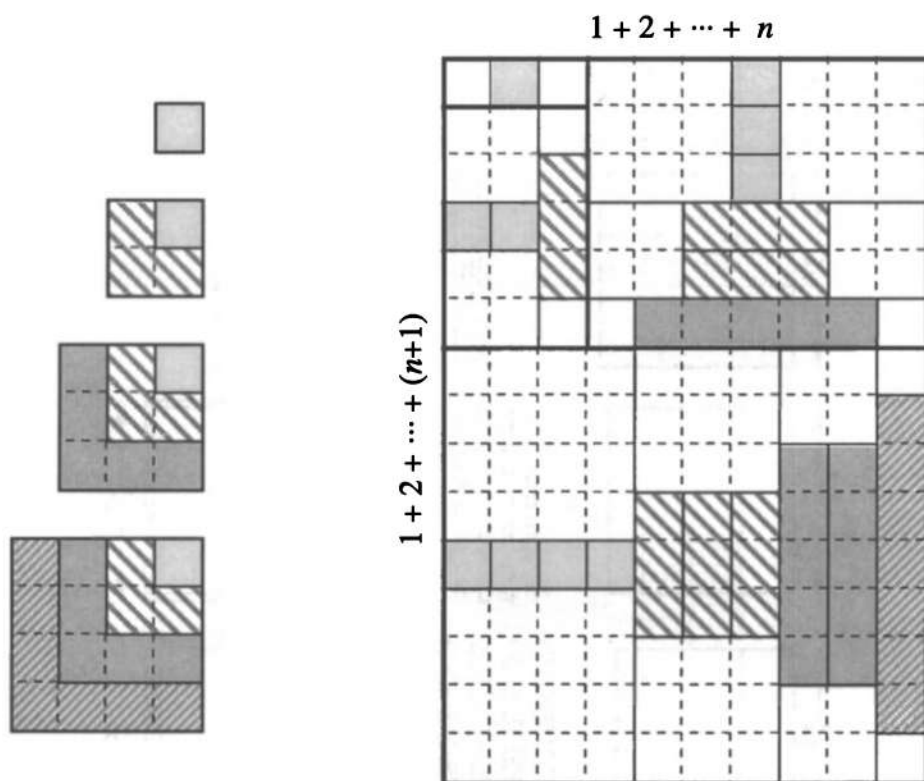 1 + 2 + ··· + n
1 + 2 + ··· + (n+1)